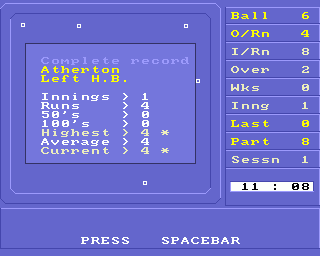 Complete record
Atherton
Left H.B.
Innings > 1
Runs > 4
50's > 0
100's > 0
Highest > 4 *
Average > 4
Current > 4 *
Ball 6
O/Rn 4
I/Rn 8
Over 2
Wks 0
Inng 1
Last 0
Part 8
Sessn 1
11 : 08
PRESS SPACEBAR